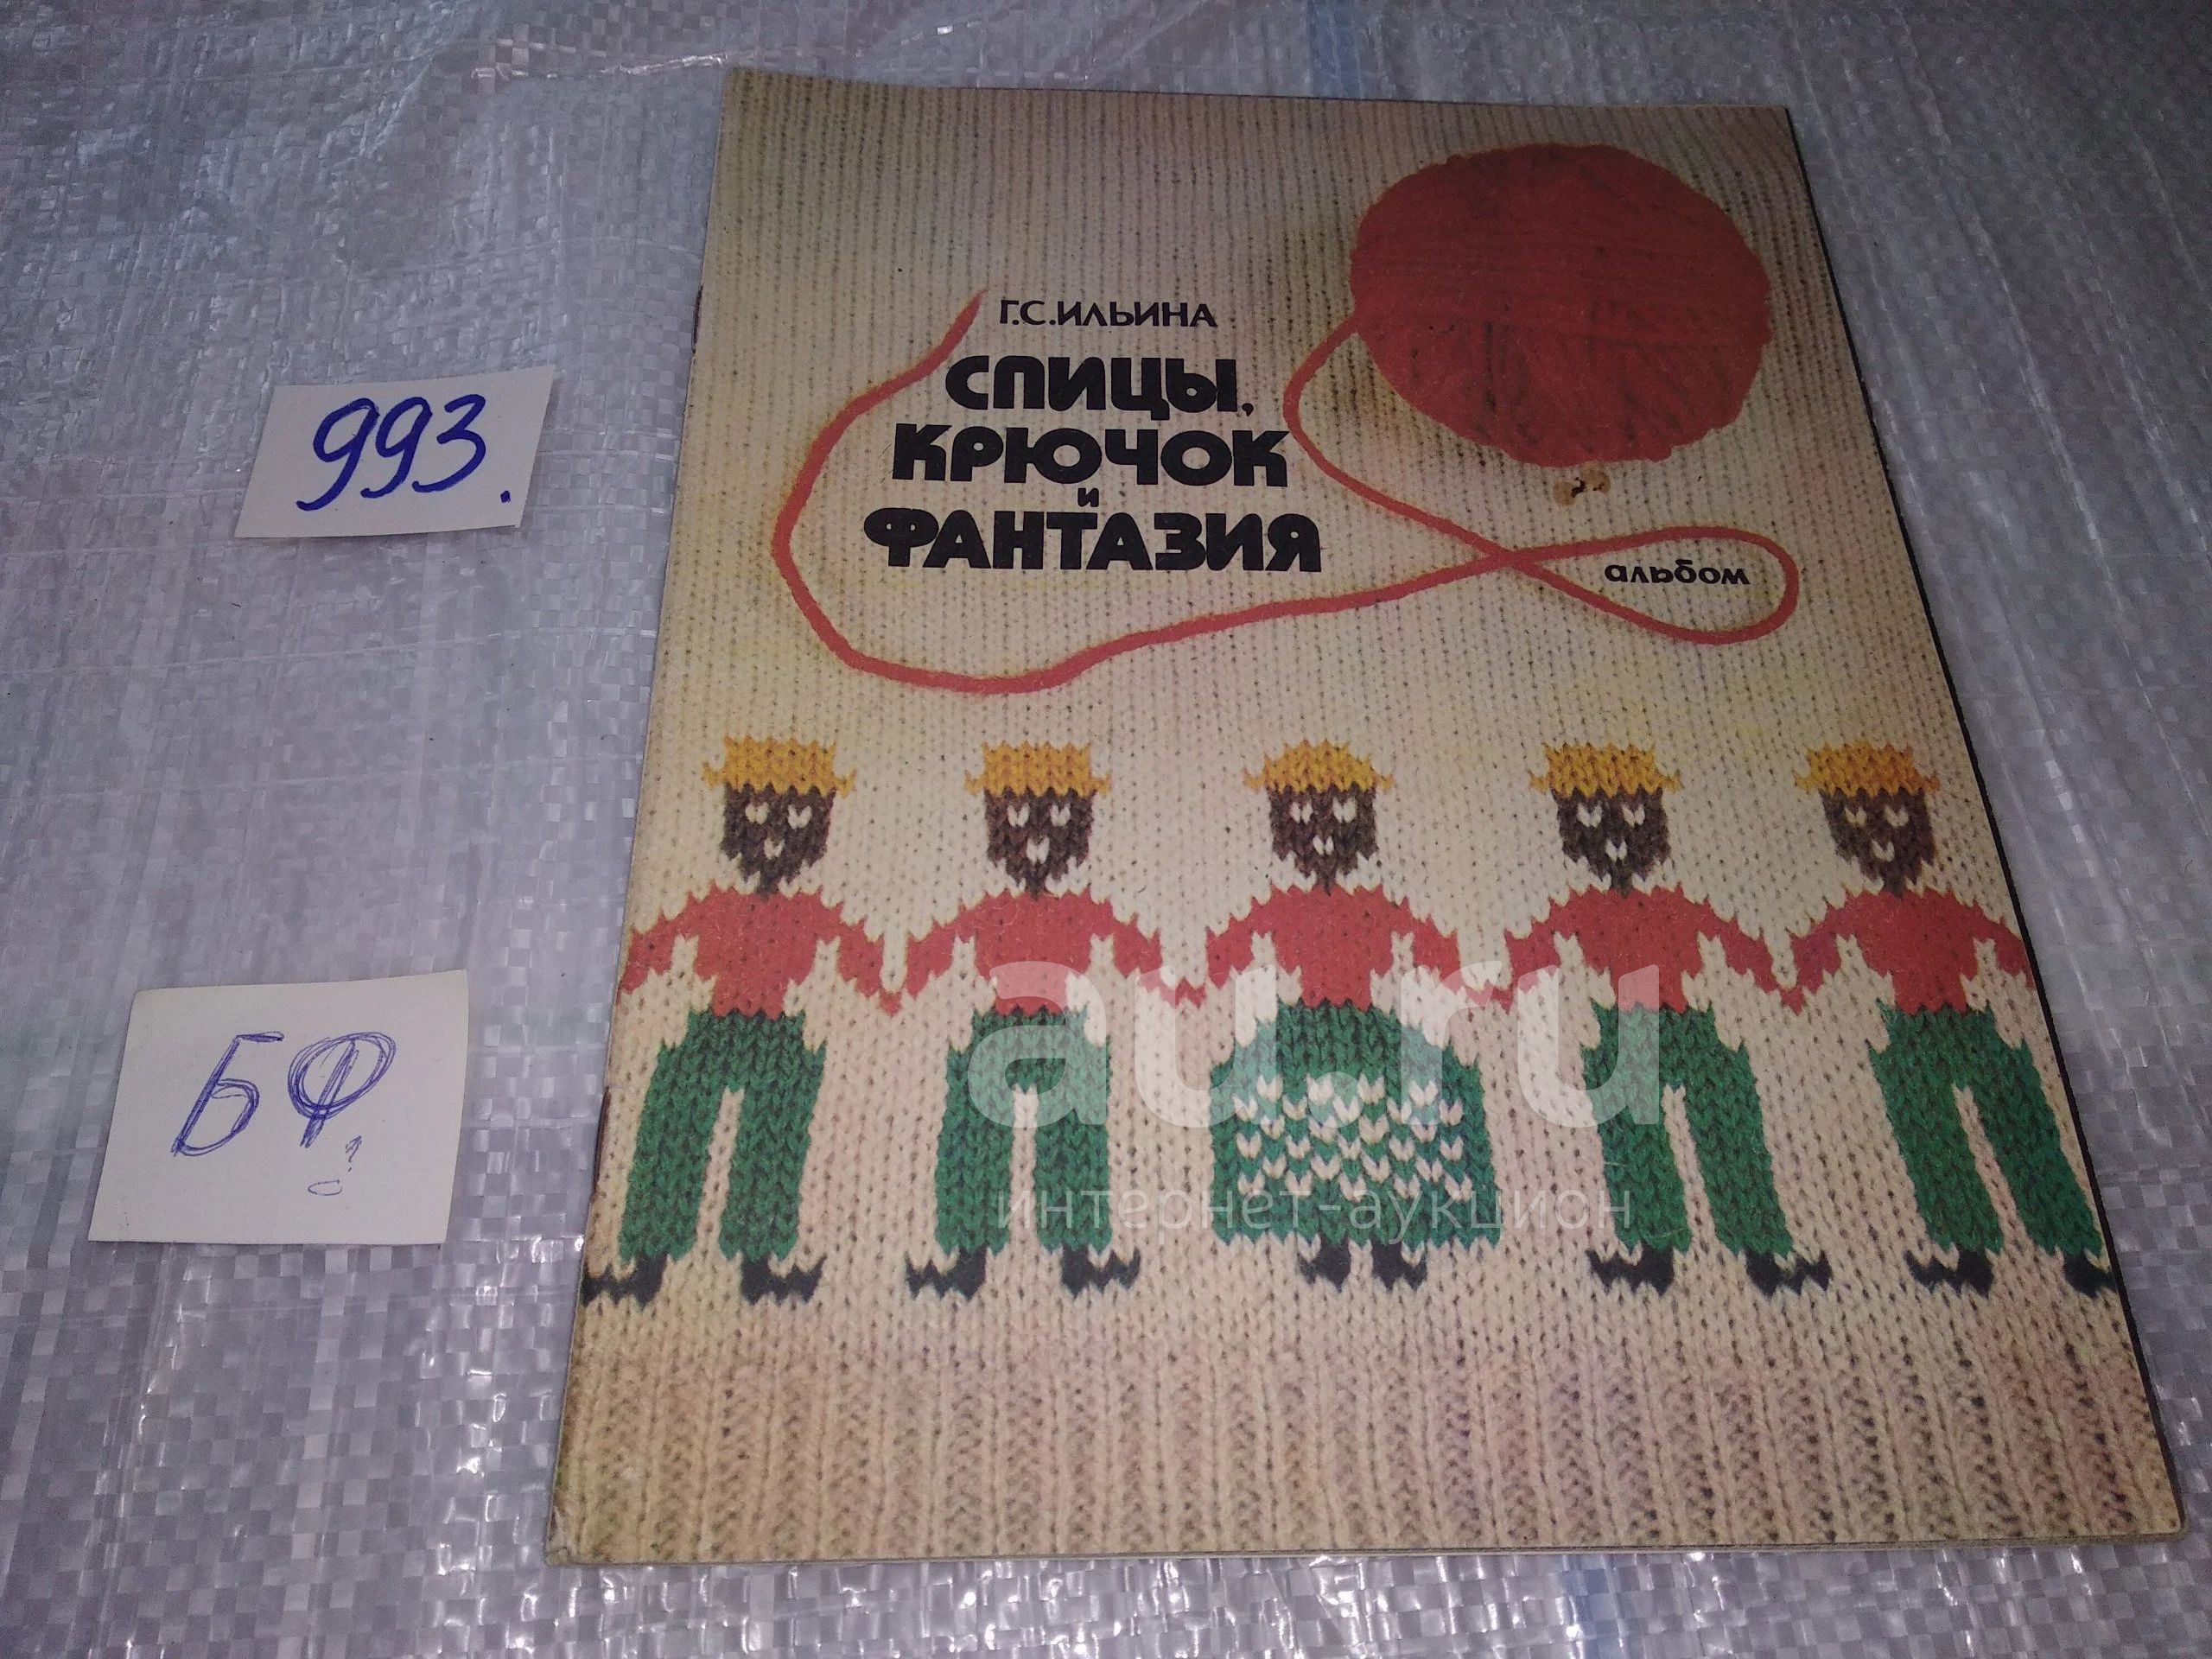 Г.С.ИЛЬИНА
СПИЦЫ,
КРЮЧОК
И
ФАНТАЗИЯ
альбом
993.
БФ
?
au.ru
интернет-аукцион